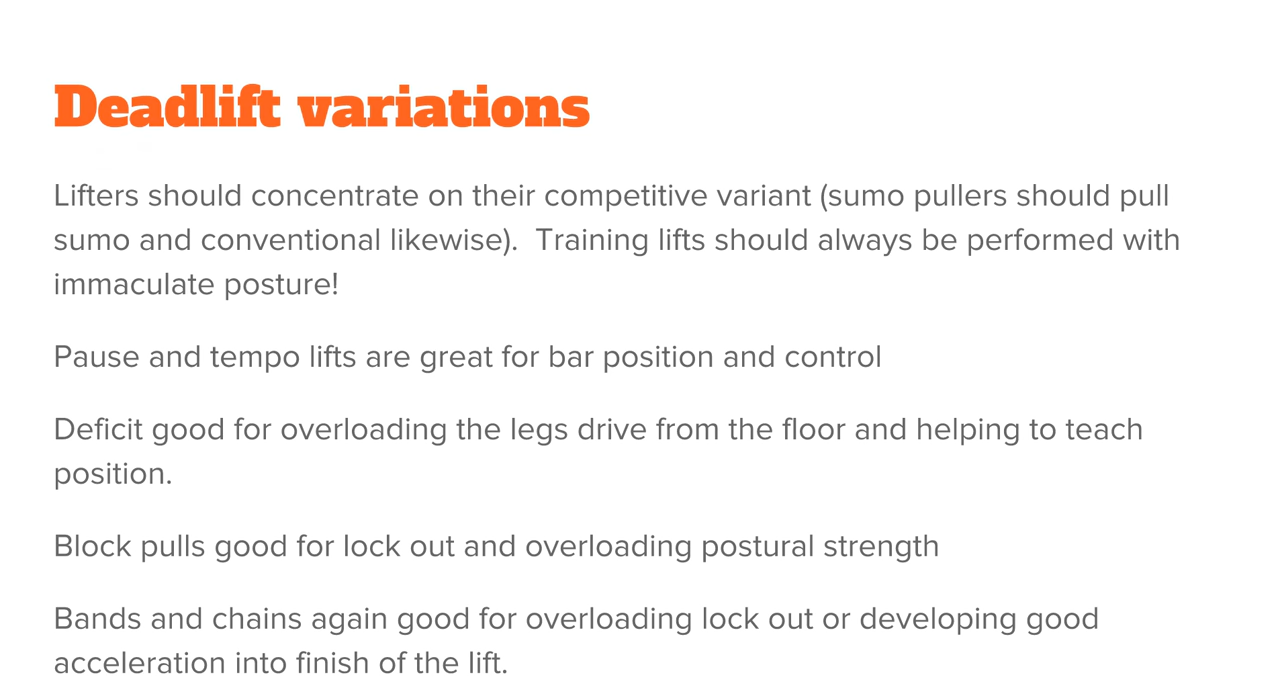 Deadlift variations
Lifters should concentrate on their competitive variant (sumo pullers should pull
sumo and conventional likewise).  Training lifts should always be performed with
immaculate posture!
Pause and tempo lifts are great for bar position and control
Deficit good for overloading the legs drive from the floor and helping to teach
position.
Block pulls good for lock out and overloading postural strength
Bands and chains again good for overloading lock out or developing good
acceleration into finish of the lift.